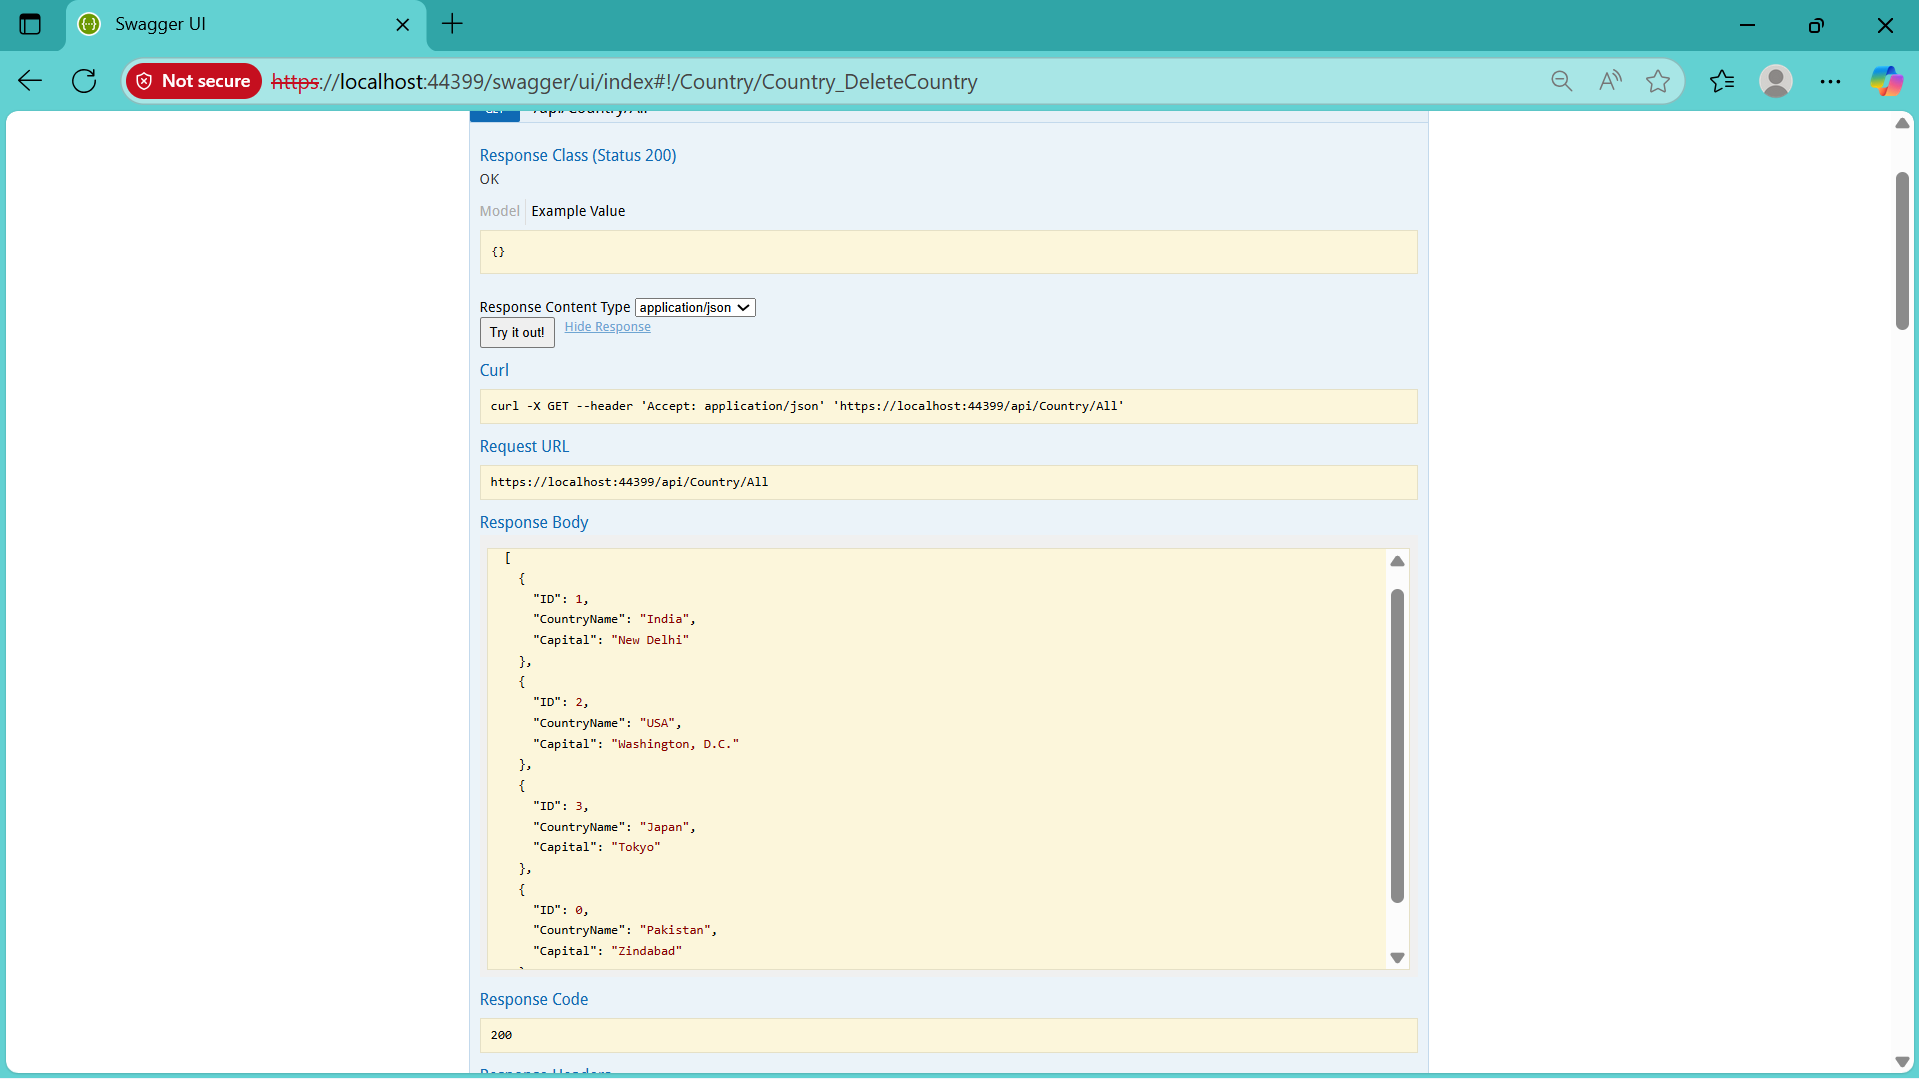 Swagger UI
Not secure https://localhost:44399/swagger/ui/index#!/Country/Country_DeleteCountry
/api/Country/All
Response Class (Status 200)
OK
Model Example Value
{}
Response Content Type application/json
Try it out! Hide Response
Curl
curl -X GET --header 'Accept: application/json' 'https://localhost:44399/api/Country/All'
Request URL
https://localhost:44399/api/Country/All
Response Body
[
{
"ID": 1,
"CountryName": "India",
"Capital": "New Delhi"
},
{
"ID": 2,
"CountryName": "USA",
"Capital": "Washington, D.C."
},
{
"ID": 3,
"CountryName": "Japan",
"Capital": "Tokyo"
},
{
"ID": 0,
"CountryName": "Pakistan",
"Capital": "Zindabad"
Response Code
200
Response Headers